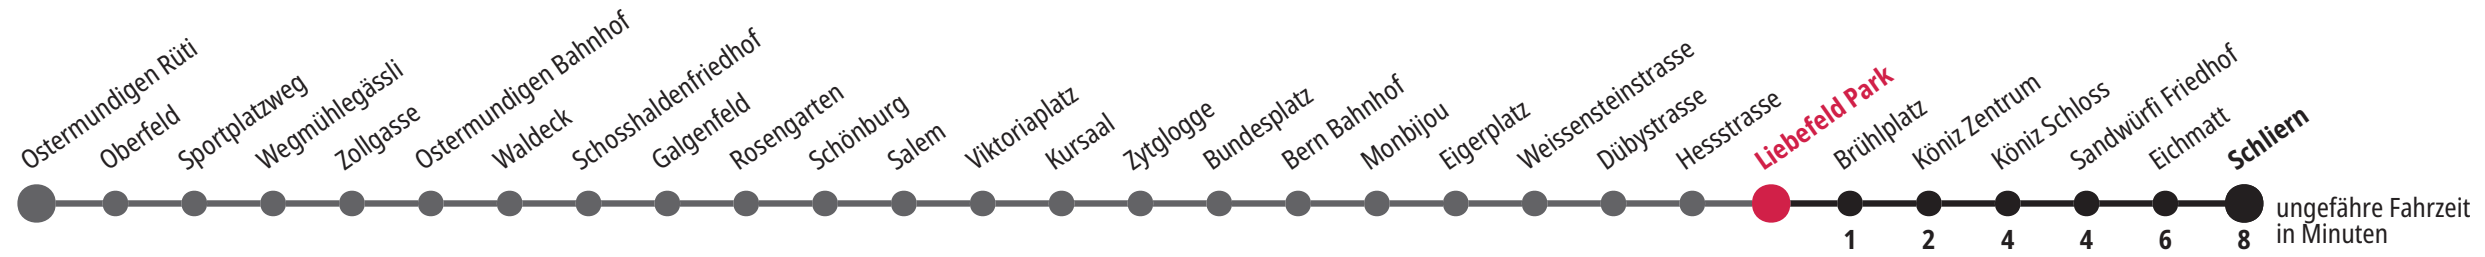 Ostermundigen Rüti
Oberfeld
Sportplatzweg
Wegmühlegässli
Zollgasse
Ostermundigen Bahnhof
Waldeck
Schosshaldenfriedhof
Galgenfeld
Rosengarten
Schönburg
Salem
Viktoriaplatz
Kursaal
Zytglogge
Bundesplatz
Bern Bahnhof
Monbijou
Eigerplatz
Weissensteinstrasse
Dübystrasse
Hessstrasse
Liebefeld Park
Brühlplatz
Köniz Zentrum
Köniz Schloss
Sandwürfi Friedhof
Eichmatt
Schliern
ungefähre Fahrzeit
in Minuten
1 2 4 4 6 8